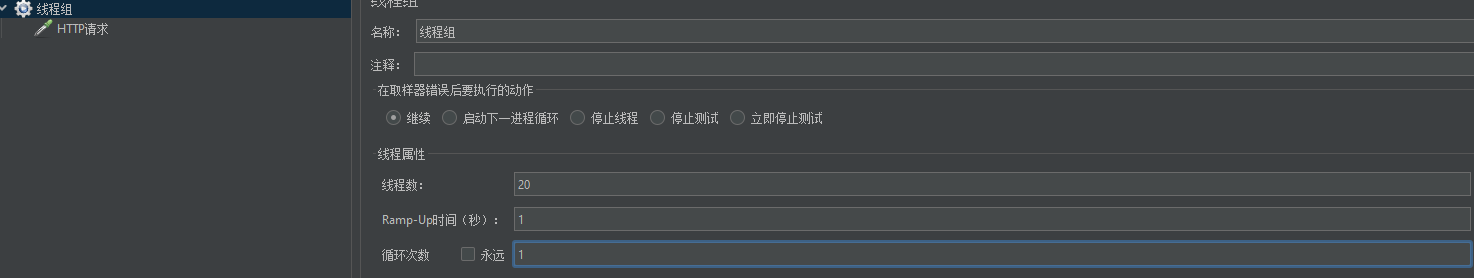 线程组
HTTP请求
线程组
名称：
线程组
注释：
在取样器错误后要执行的动作
继续 启动下一进程循环 停止线程 停止测试 立即停止测试
线程属性
线程数：
20
Ramp-Up时间（秒）：
1
循环次数 永远
1